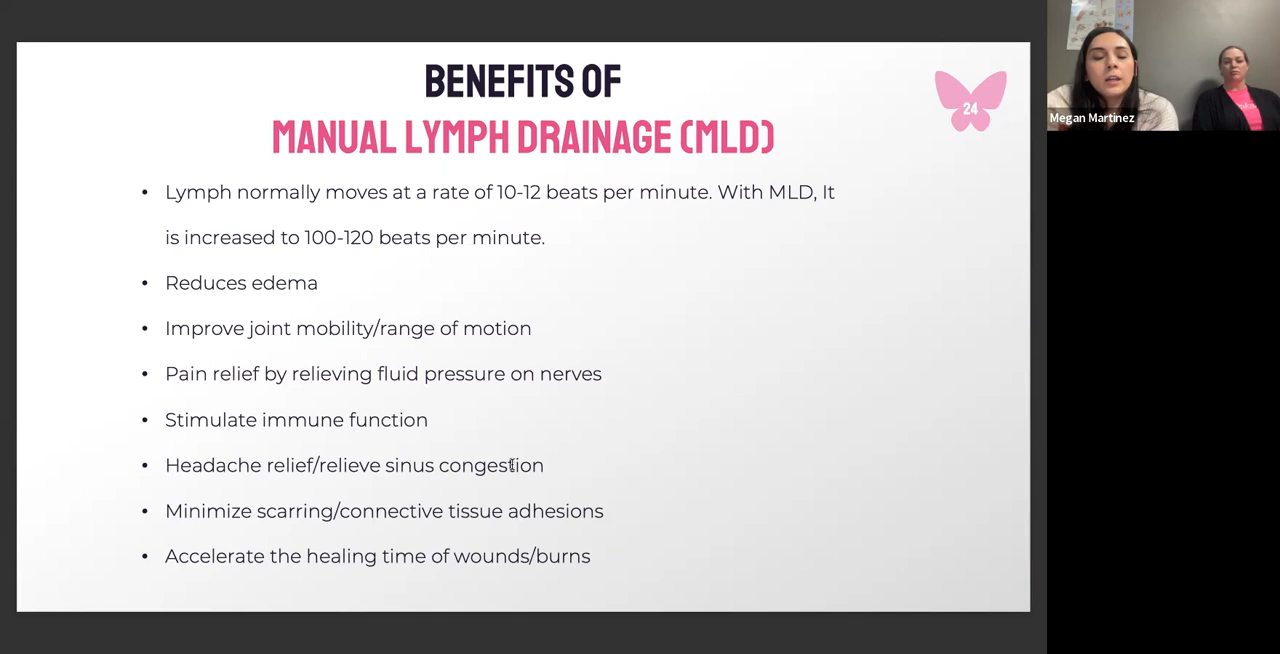 BENEFITS OF
MANUAL LYMPH DRAINAGE (MLD)
24
• Lymph normally moves at a rate of 10-12 beats per minute. With MLD, It
is increased to 100-120 beats per minute.
• Reduces edema
• Improve joint mobility/range of motion
• Pain relief by relieving fluid pressure on nerves
• Stimulate immune function
• Headache relief/relieve sinus congestion
• Minimize scarring/connective tissue adhesions
• Accelerate the healing time of wounds/burns
Megan Martinez